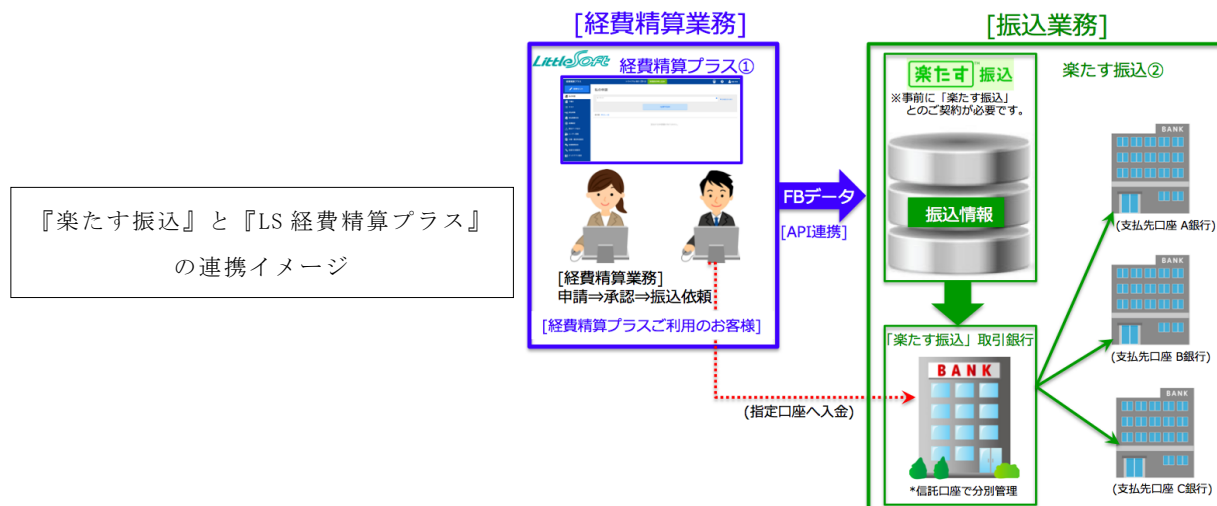 『楽たす振込』と『LS 経費精算プラス』
の連携イメージ
[経費精算業務]
LittleSoft
経費精算プラス①
[経費精算業務]
申請⇒承認⇒振込依頼
[経費精算プラスご利用のお客様]
FBデータ
[API連携]
(指定口座へ入金)
[振込業務]
楽たす™振込
楽たす振込②
※事前に「楽たす振込」
とのご契約が必要です。
振込情報
「楽たす振込」取引銀行
BANK
*信託口座で分別管理
BANK
(支払先口座 A銀行)
BANK
(支払先口座 B銀行)
BANK
(支払先口座 C銀行)